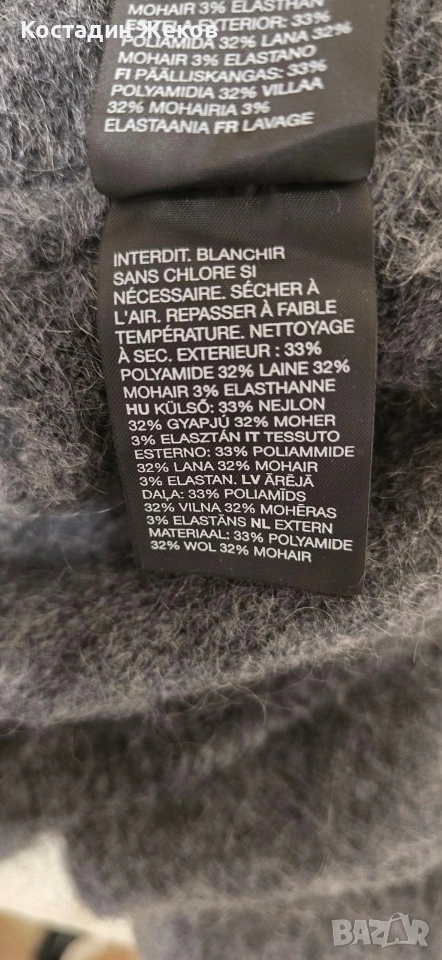 Костадин Жеков
MOHAIR 3% ELASTHAN
ESTELA EXTERIOR: 33%
POLIAMIDA 32% LANA 32%
MOHAIR 3% ELASTANO
FI PÄÄLLISKANGAS: 33%
POLYAMIDIA 32% VILLAA
32% MOHAIRIA 3%
ELASTAANIA FR LAVAGE
INTERDIT. BLANCHIR
SANS CHLORE SI
NÉCESSAIRE. SÉCHER À
L'AIR. REPASSER À FAIBLE
TEMPÉRATURE. NETTOYAGE
À SEC. EXTERIEUR : 33%
POLYAMIDE 32% LAINE 32%
MOHAIR 3% ELASTHANNE
HU KÜLSŐ: 33% NEJLON
32% GYAPJÚ 32% MOHER
3% ELASZTÁN IT TESSUTO
ESTERNO: 33% POLIAMMIDE
32% LANA 32% MOHAIR
3% ELASTAN. LV ĀRĒJĀ
DAĻA: 33% POLIAMĪDS
32% VILNA 32% MOHĒRAS
3% ELASTĀNS NL EXTERN
MATERIAAL: 33% POLYAMIDE
32% WOL 32% MOHAIR
BAZAR